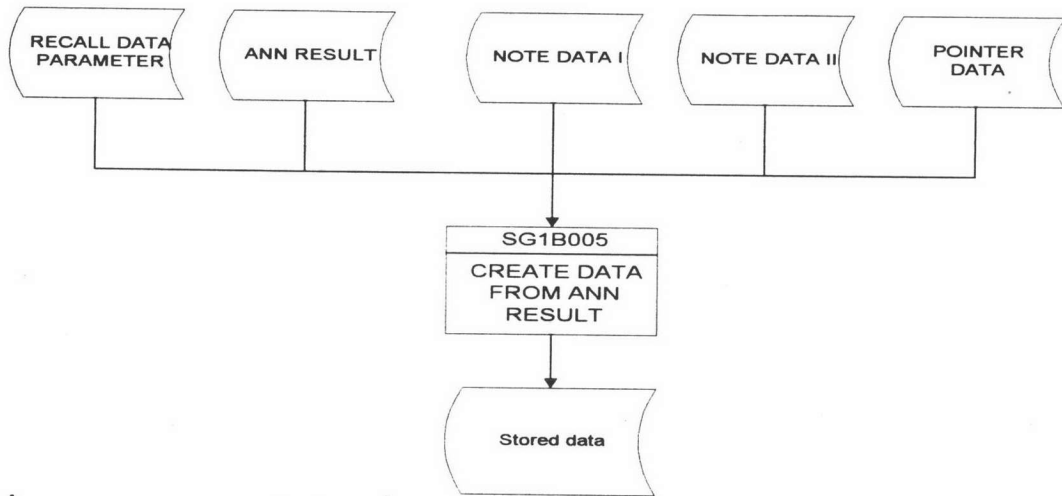 RECALL DATA
PARAMETER
ANN RESULT
NOTE DATA I
NOTE DATA II
POINTER
DATA
SG1B005
CREATE DATA
FROM ANN
RESULT
Stored data